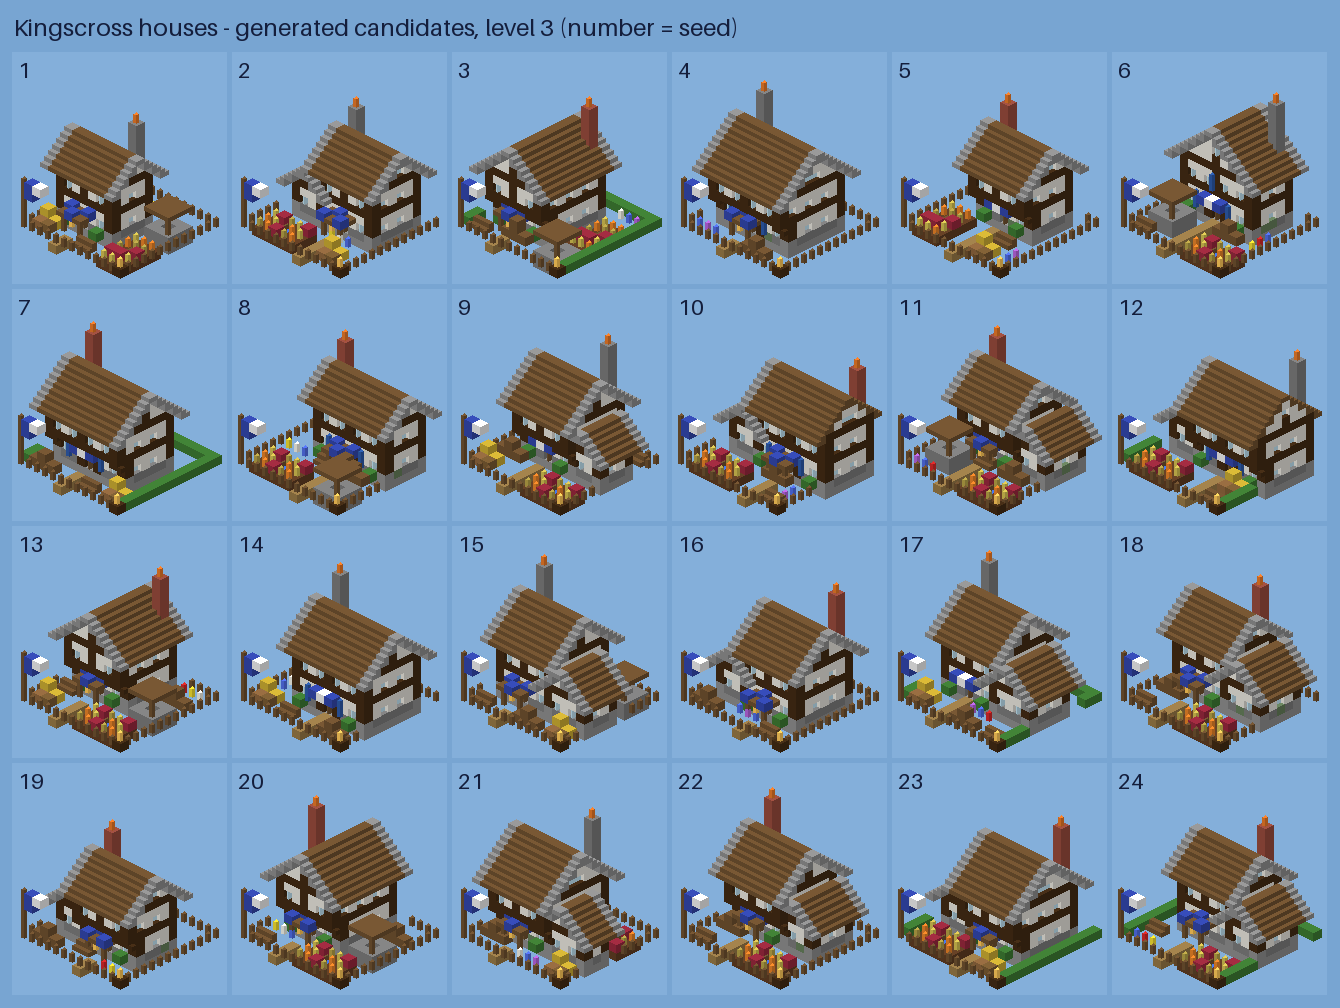 Kingscross houses - generated candidates, level 3 (number = seed)
1 2 3 4 5 6
7 8 9 10 11 12
13 14 15 16 17 18
19 20 21 22 23 24